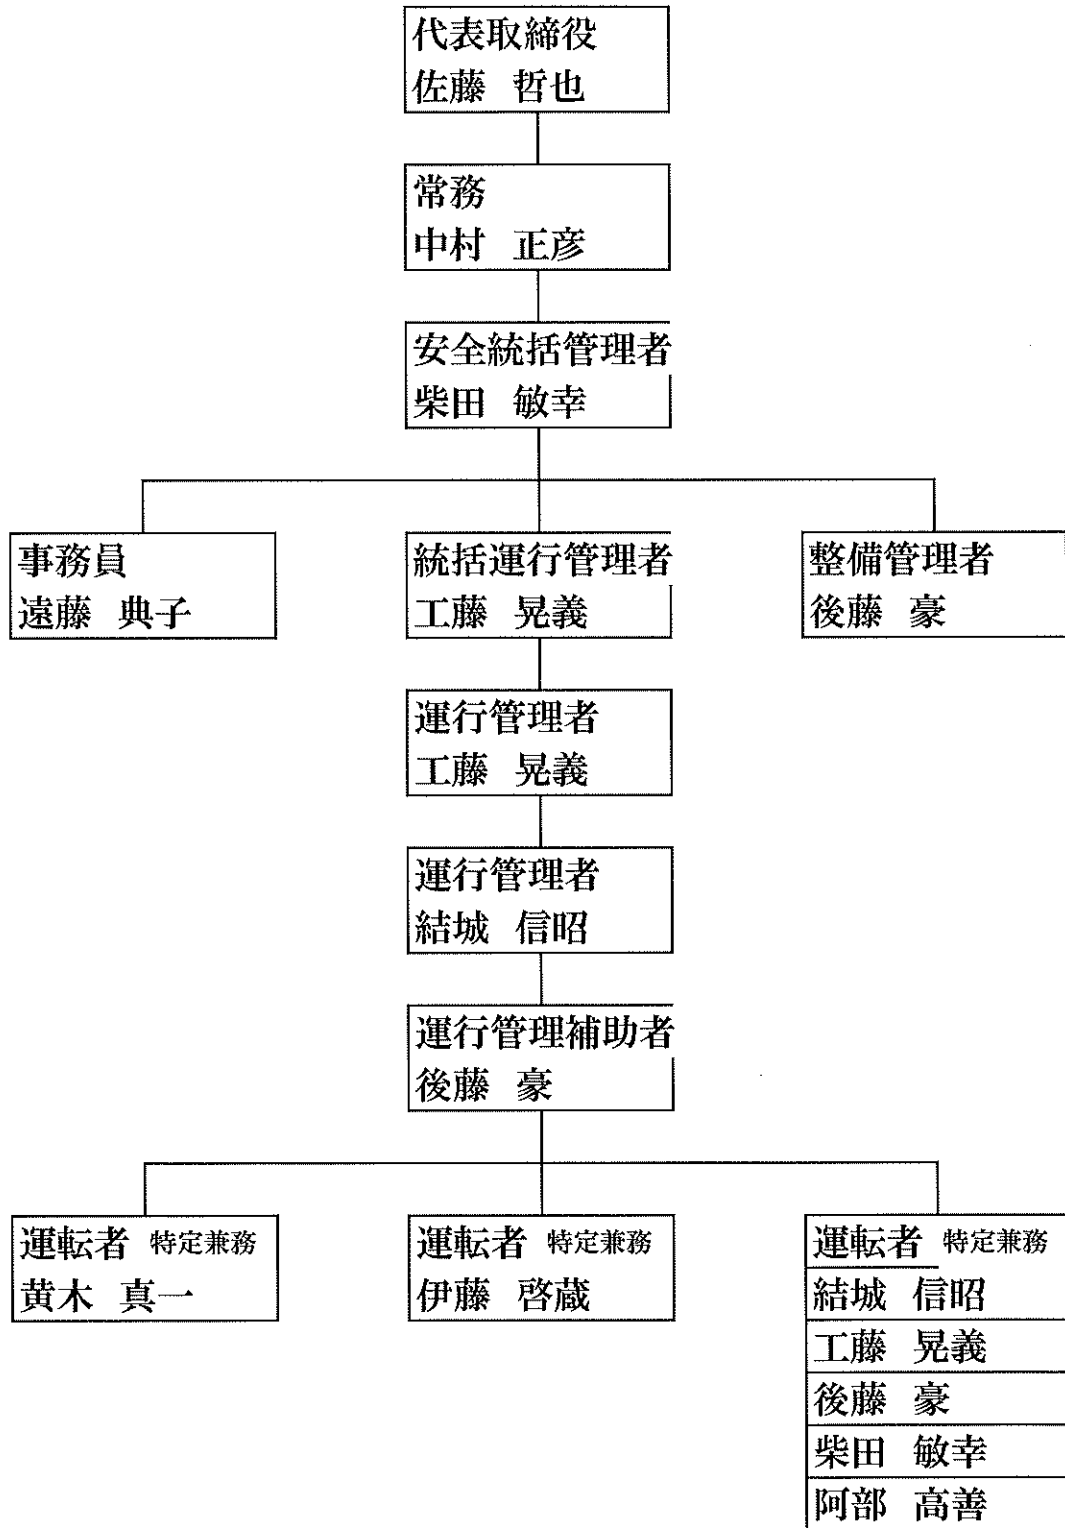 代表取締役
佐藤 哲也
常務
中村 正彦
安全統括管理者
柴田 敏幸
事務員
遠藤 典子
統括運行管理者
工藤 晃義
整備管理者
後藤 豪
運行管理者
工藤 晃義
運行管理者
結城 信昭
運行管理補助者
後藤 豪
運転者 特定兼務
黄木 真一
運転者 特定兼務
伊藤 啓蔵
運転者 特定兼務
結城 信昭
工藤 晃義
後藤 豪
柴田 敏幸
阿部 高善